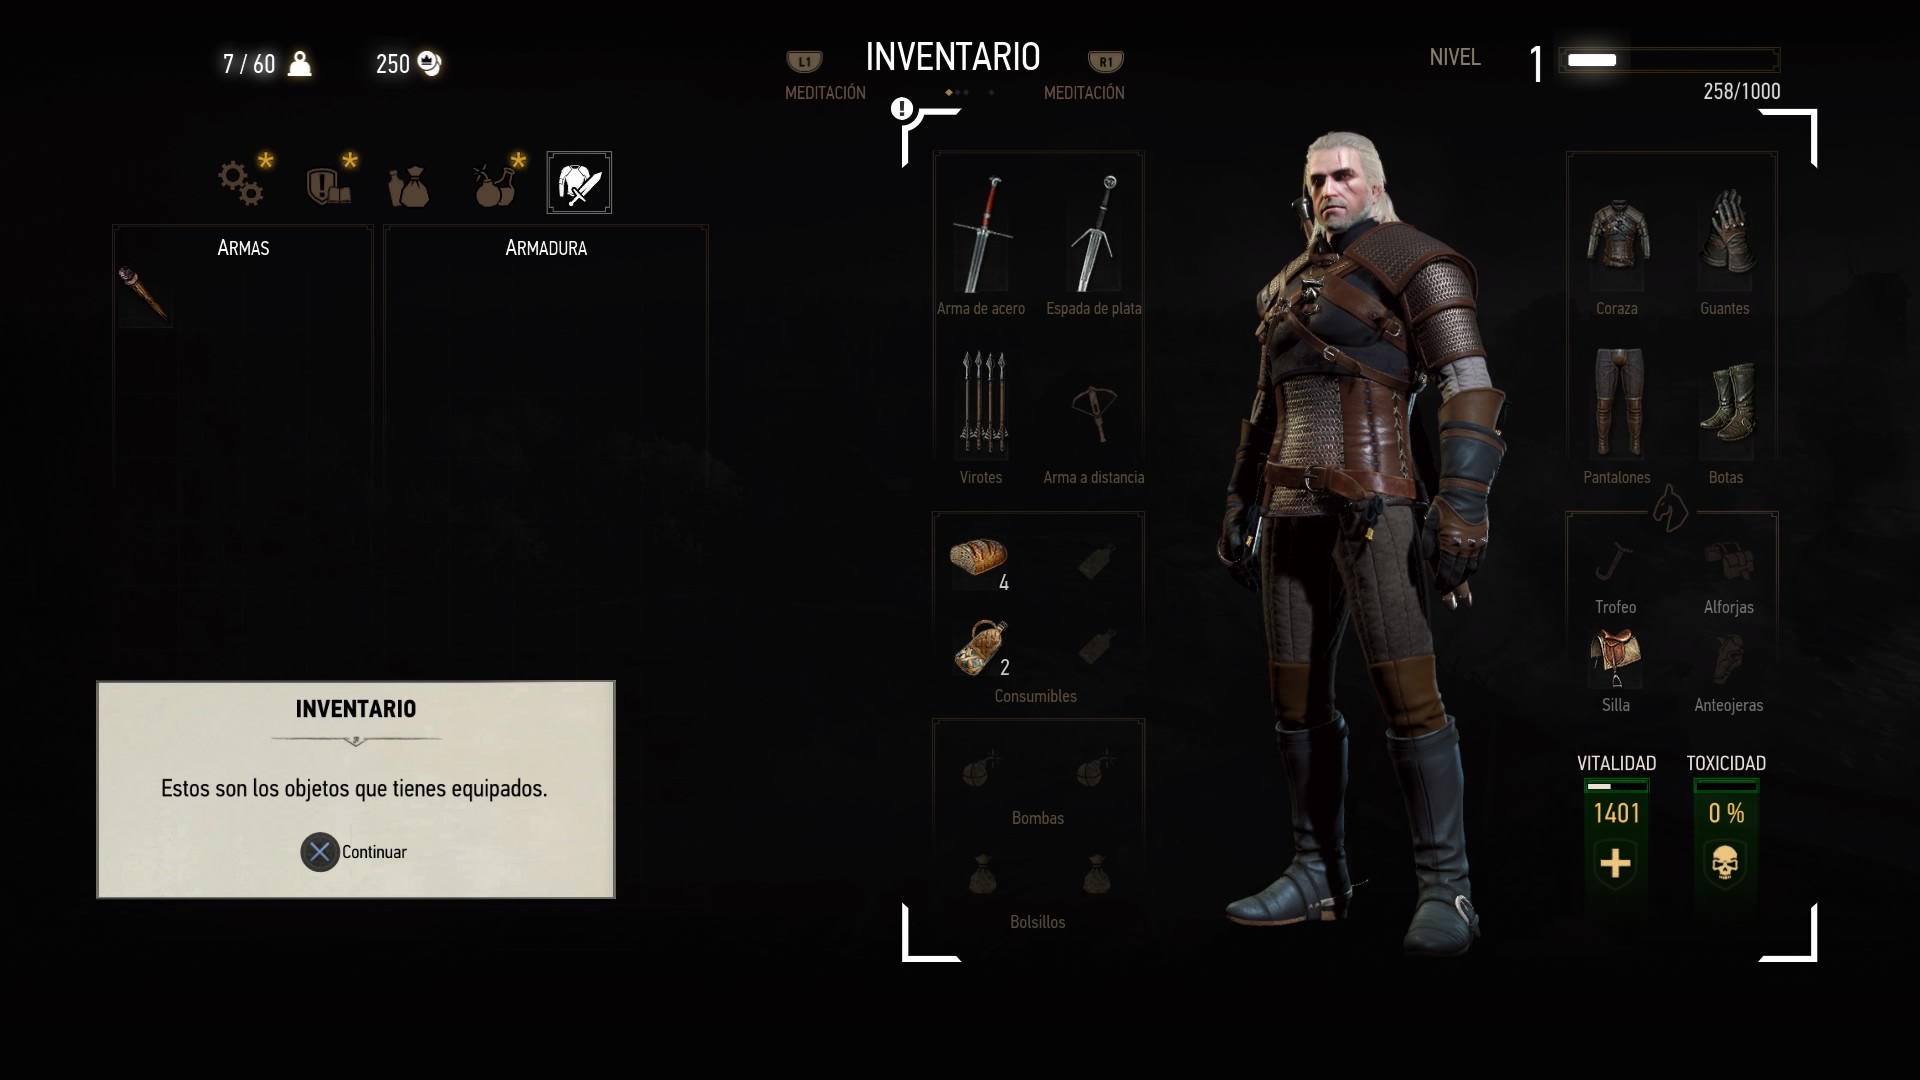 7 / 60
250
L1
INVENTARIO
R1
MEDITACIÓN
MEDITACIÓN
NIVEL
1
258/1000
ARMAS
ARMADURA
Arma de acero
Espada de plata
Virotes
Arma a distancia
4
2
Consumibles
Bombas
Bolsillos
Coraza
Guantes
Pantalones
Botas
Trofeo
Alforjas
Silla
Anteojeras
VITALIDAD
TOXICIDAD
1401
0 %
INVENTARIO
Estos son los objetos que tienes equipados.
Continuar